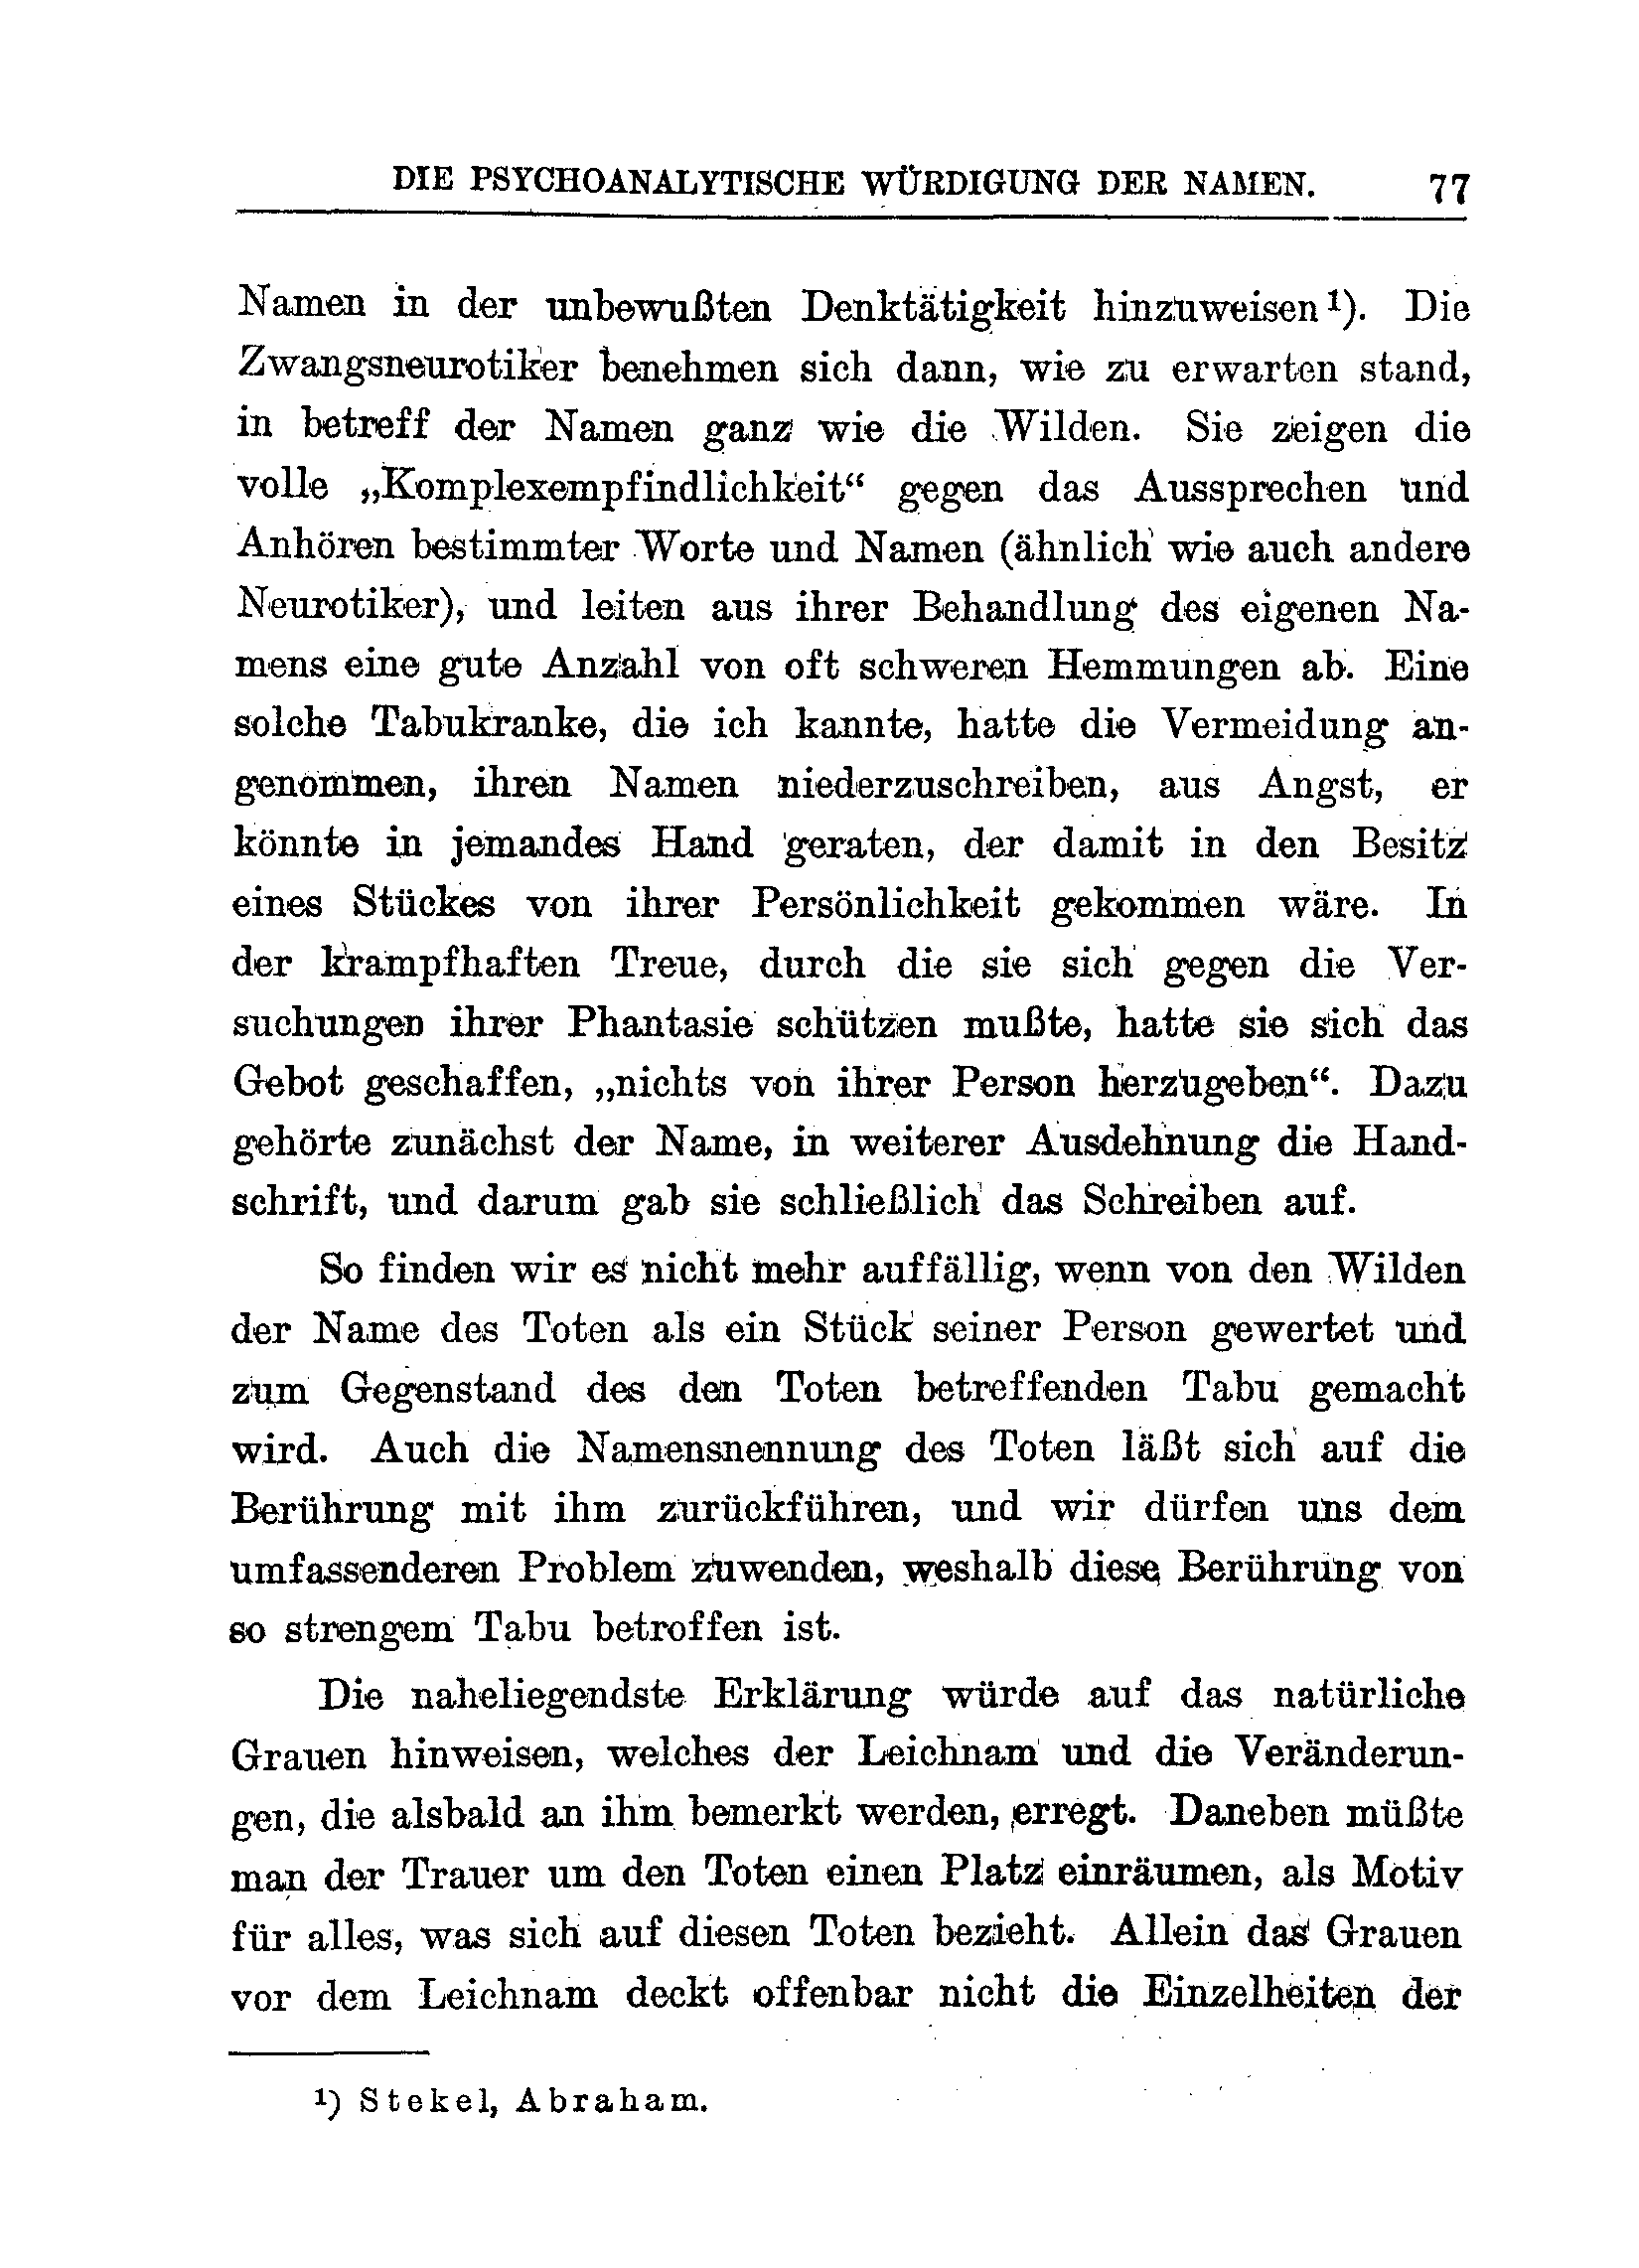 DIE PSYCHOANALYTISCHE WÜRDIGUNG DER NAMEN. 77
Namen in der unbewußten Denktätigkeit hinzuweisen¹). Die
Zwangsneurotiker benehmen sich dann, wie zu erwarten stand,
in betreff der Namen ganz wie die Wilden. Sie zeigen die
volle „Komplexempfindlichkeit“ gegen das Aussprechen und
Anhören bestimmter Worte und Namen (ähnlich wie auch andere
Neurotiker), und leiten aus ihrer Behandlung des eigenen Na-
mens eine gute Anzahl von oft schweren Hemmungen ab. Eine
solche Tabukranke, die ich kannte, hatte die Vermeidung an-
genommen, ihren Namen niederzuschreiben, aus Angst, er
könnte in jemandes Hand geraten, der damit in den Besitz
eines Stückes von ihrer Persönlichkeit gekommen wäre. In
der krampfhaften Treue, durch die sie sich gegen die Ver-
suchungen ihrer Phantasie schützen mußte, hatte sie sich das
Gebot geschaffen, „nichts von ihrer Person herzugeben“. Dazu
gehörte zunächst der Name, in weiterer Ausdehnung die Hand-
schrift, und darum gab sie schließlich das Schreiben auf.
So finden wir es nicht mehr auffällig, wenn von den Wilden
der Name des Toten als ein Stück seiner Person gewertet und
zum Gegenstand des den Toten betreffenden Tabu gemacht
wird. Auch die Namensnennung des Toten läßt sich auf die
Berührung mit ihm zurückführen, und wir dürfen uns dem
umfassenderen Problem zuwenden, weshalb diese Berührung von
so strengem Tabu betroffen ist.
Die naheliegendste Erklärung würde auf das natürliche
Grauen hinweisen, welches der Leichnam und die Veränderun-
gen, die alsbald an ihm bemerkt werden, erregt. Daneben müßte
man der Trauer um den Toten einen Platz einräumen, als Motiv
für alles, was sich auf diesen Toten bezieht. Allein das Grauen
vor dem Leichnam deckt offenbar nicht die Einzelheiten der
¹) Stekel, Abraham.